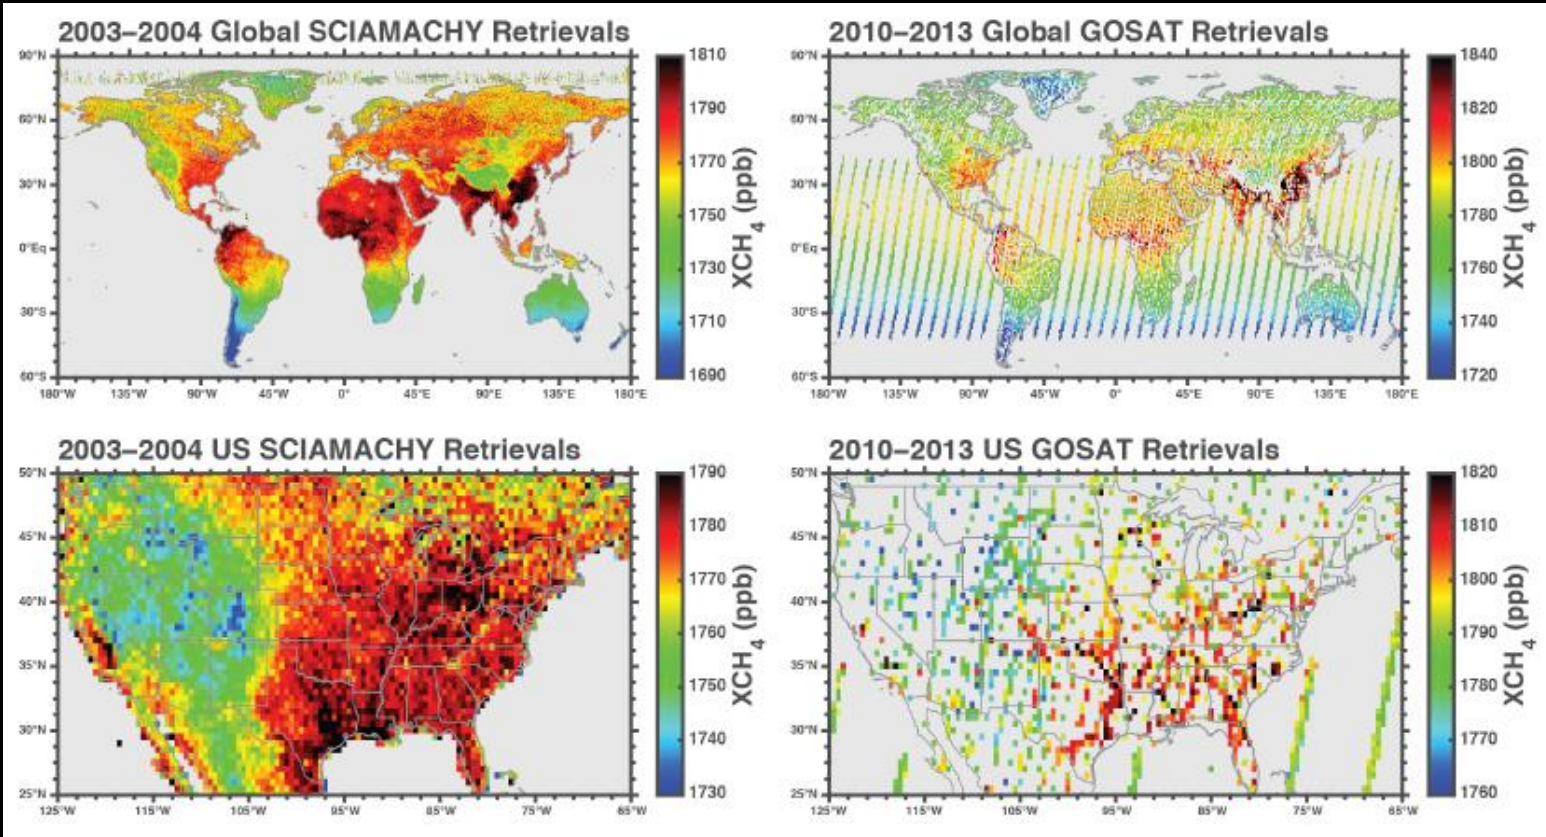 2003–2004 Global SCIAMACHY Retrievals
90°N
60°N
30°N
0°Eq
30°S
60°S
180°W 135°W 90°W 45°W 0° 45°E 90°E 135°E 180°E
1810
1790
1770
1750
1730
1710
1690
XCH4 (ppb)
2010–2013 Global GOSAT Retrievals
90°N
60°N
30°N
0°Eq
30°S
60°S
180°W 135°W 90°W 45°W 0° 45°E 90°E 135°E 180°E
1840
1820
1800
1780
1760
1740
1720
XCH4 (ppb)
2003–2004 US SCIAMACHY Retrievals
50°N
45°N
40°N
35°N
30°N
25°N
125°W 115°W 105°W 95°W 85°W 75°W 65°W
1790
1780
1770
1760
1750
1740
1730
XCH4 (ppb)
2010–2013 US GOSAT Retrievals
50°N
45°N
40°N
35°N
30°N
25°N
125°W 115°W 105°W 95°W 85°W 75°W 65°W
1820
1810
1800
1790
1780
1770
1760
XCH4 (ppb)